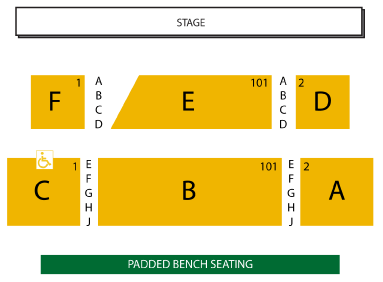 STAGE
1 A 101 A 2
F B E B D
C C
D D
1 E 101 E 2
F F
C G B G A
H H
J J
PADDED BENCH SEATING